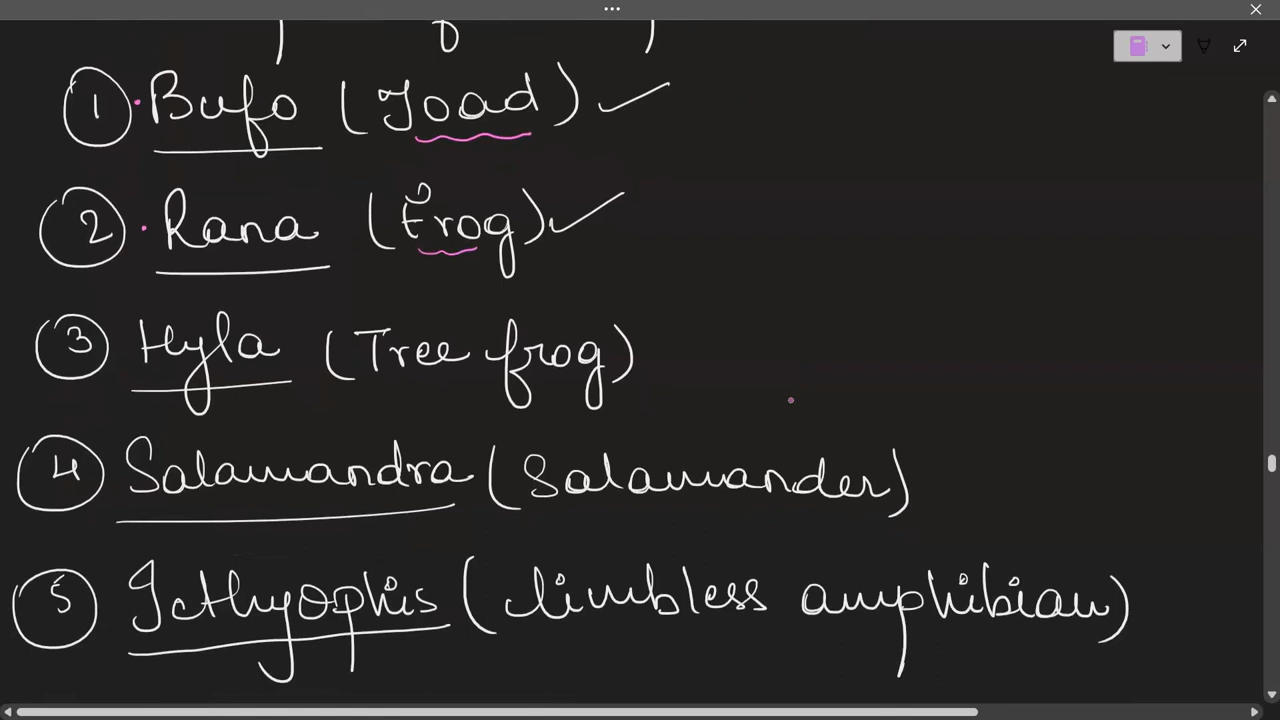 1 Bufo (Toad) ✓
2 Rana (Frog) ✓
3 Hyla (Tree frog)
4 Salamandra (Salamander)
5 Icthyophis (limbless amphibian)